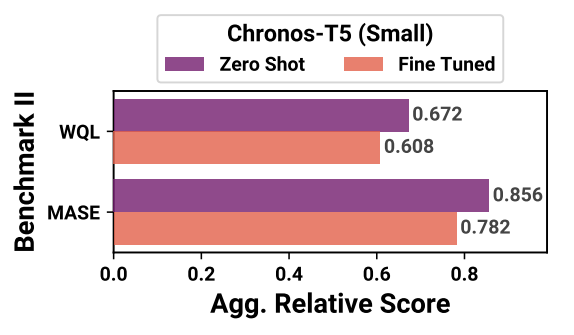 Chronos-T5 (Small)
Zero Shot
Fine Tuned
Benchmark II
WQL
0.672
0.608
MASE
0.856
0.782
0.0 0.2 0.4 0.6 0.8
Agg. Relative Score